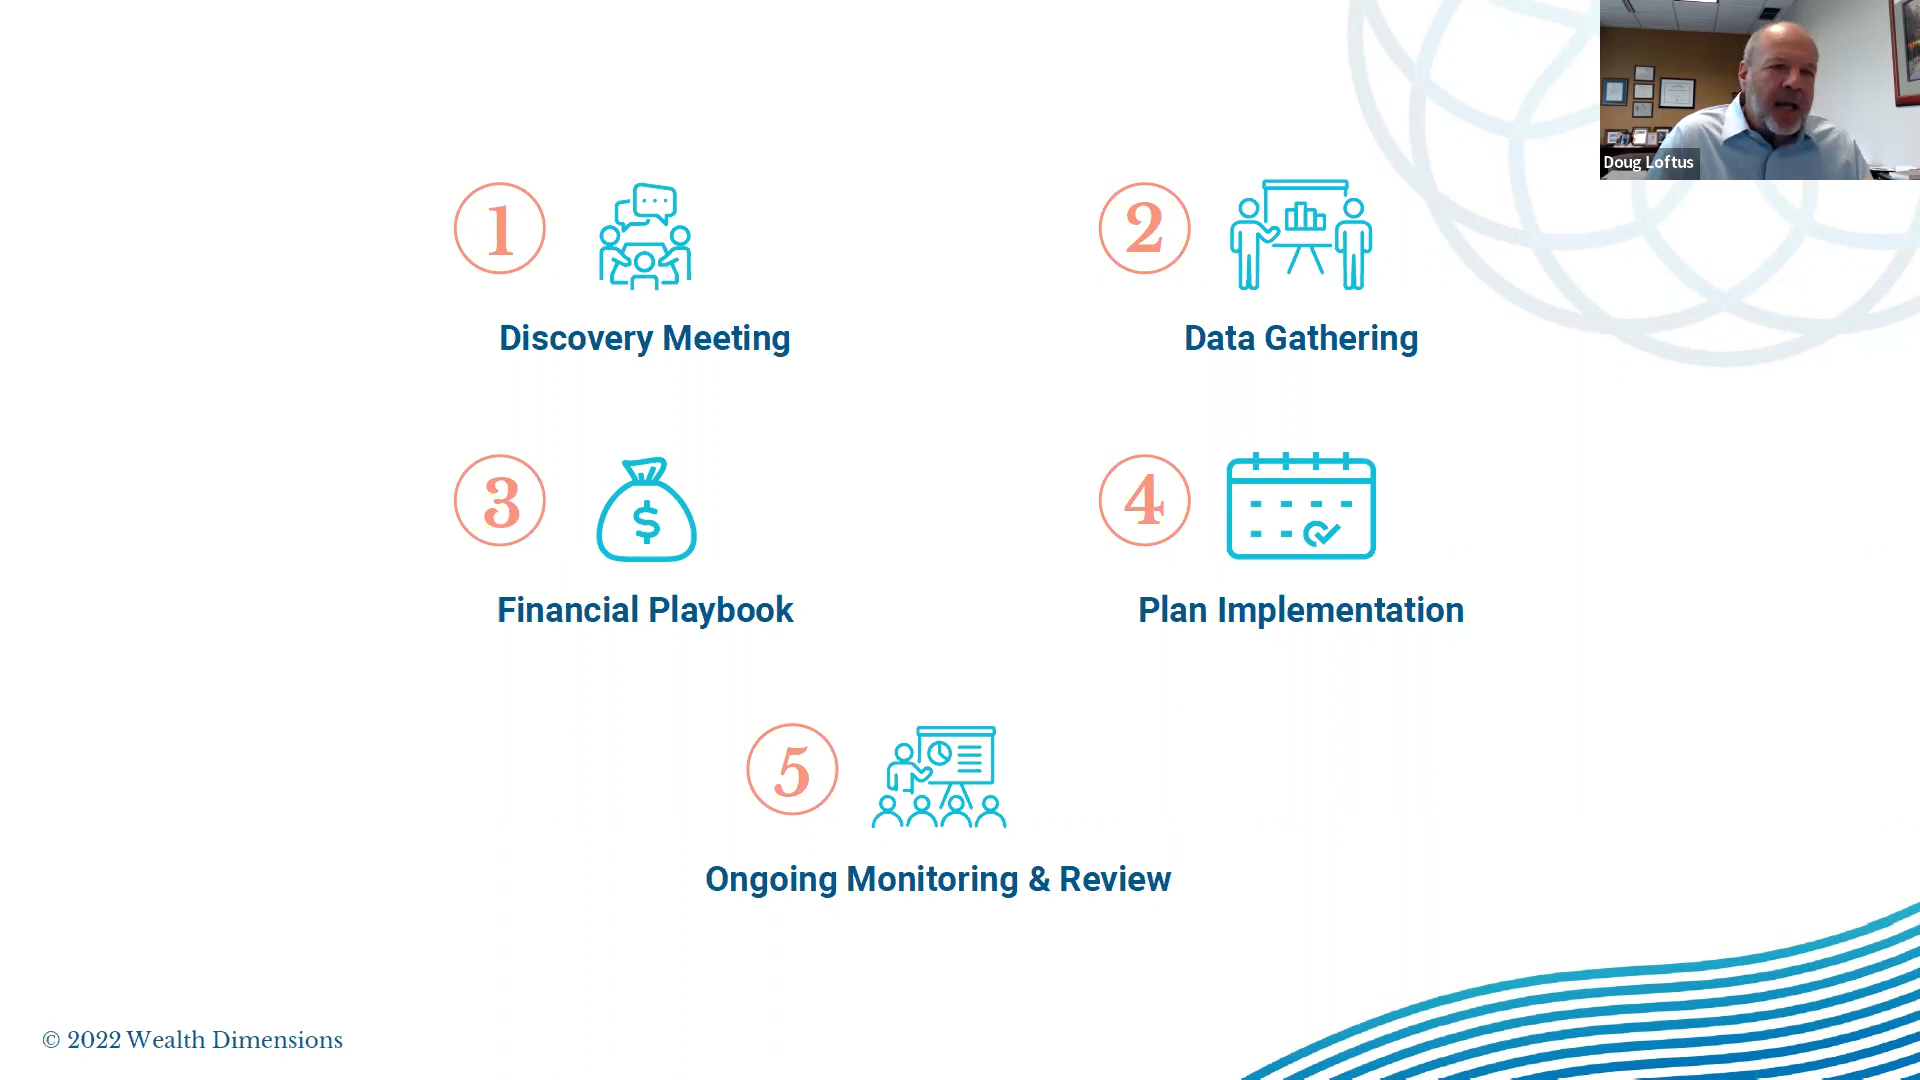 Doug Loftus
1
2
Discovery Meeting
Data Gathering
3
$
4
Financial Playbook
Plan Implementation
5
Ongoing Monitoring & Review
© 2022 Wealth Dimensions